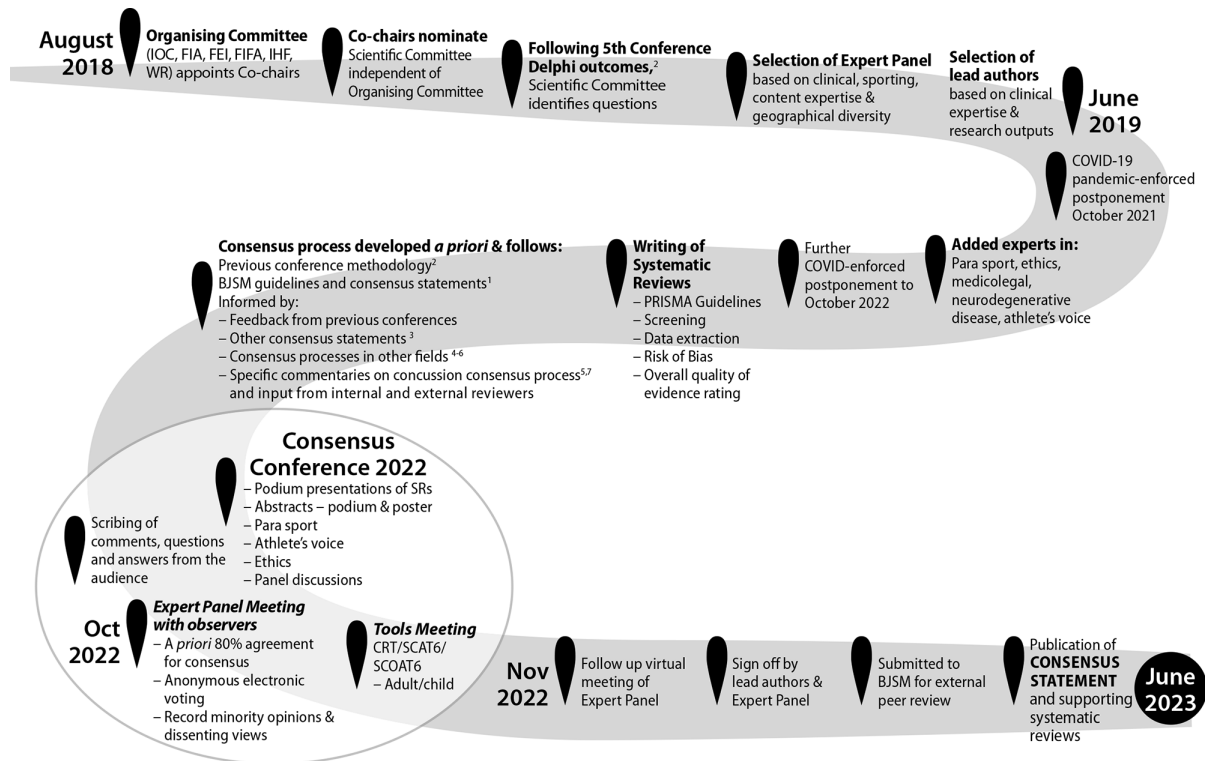 August
2018
Organising Committee
(IOC, FIA, FEI, FIFA, IHF,
WR) appoints Co-chairs
Co-chairs nominate
Scientific Committee
independent of
Organising Committee
Following 5th Conference
Delphi outcomes,²
Scientific Committee
identifies questions
Selection of Expert Panel
based on clinical, sporting,
content expertise &
geographical diversity
Selection of
lead authors
based on clinical
expertise &
research outputs
June
2019
COVID-19
pandemic-enforced
postponement
October 2021
Added experts in:
Para sport, ethics,
medicolegal,
neurodegenerative
disease, athlete's voice
Further
COVID-enforced
postponement to
October 2022
Writing of
Systematic
Reviews
– PRISMA Guidelines
– Screening
– Data extraction
– Risk of Bias
– Overall quality of
evidence rating
Consensus process developed a priori & follows:
Previous conference methodology²
BJSM guidelines and consensus statements¹
Informed by:
– Feedback from previous conferences
– Other consensus statements ³
– Consensus processes in other fields ⁴⁻⁶
– Specific commentaries on concussion consensus process⁵,⁷
and input from internal and external reviewers
Consensus
Conference 2022
– Podium presentations of SRs
– Abstracts – podium & poster
– Para sport
– Athlete's voice
– Ethics
– Panel discussions
Scribing of
comments, questions
and answers from the
audience
Oct
2022
Expert Panel Meeting
with observers
– A priori 80% agreement
for consensus
– Anonymous electronic
voting
– Record minority opinions &
dissenting views
Tools Meeting
CRT/SCAT6/
SCOAT6
– Adult/child
Nov
2022
Follow up virtual
meeting of
Expert Panel
Sign off by
lead authors &
Expert Panel
Submitted to
BJSM for external
peer review
Publication of
CONSENSUS
STATEMENT
and supporting
systematic
reviews
June
2023